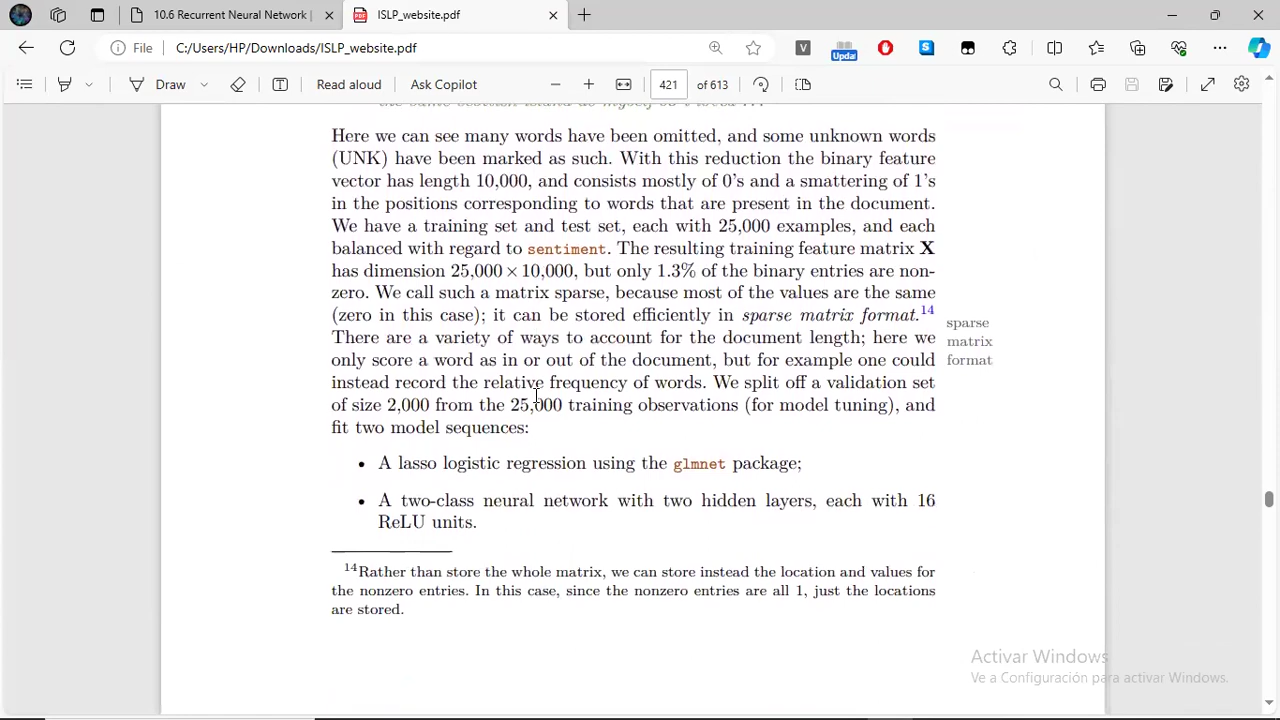 10.6 Recurrent Neural Network |
ISLP_website.pdf
File
C:/Users/HP/Downloads/ISLP_website.pdf
V
Updat
S
Draw
Read aloud
Ask Copilot
421
of 613
the same scottish island as myself so i loved ...
Here we can see many words have been omitted, and some unknown words
(UNK) have been marked as such. With this reduction the binary feature
vector has length 10,000, and consists mostly of 0's and a smattering of 1's
in the positions corresponding to words that are present in the document.
We have a training set and test set, each with 25,000 examples, and each
balanced with regard to sentiment. The resulting training feature matrix X
has dimension 25,000 × 10,000, but only 1.3% of the binary entries are non-
zero. We call such a matrix sparse, because most of the values are the same
(zero in this case); it can be stored efficiently in sparse matrix format.14
sparse
matrix
format
There are a variety of ways to account for the document length; here we
only score a word as in or out of the document, but for example one could
instead record the relative frequency of words. We split off a validation set
of size 2,000 from the 25,000 training observations (for model tuning), and
fit two model sequences:
• A lasso logistic regression using the glmnet package;
• A two-class neural network with two hidden layers, each with 16
ReLU units.
14Rather than store the whole matrix, we can store instead the location and values for
the nonzero entries. In this case, since the nonzero entries are all 1, just the locations
are stored.
Activar Windows
Ve a Configuración para activar Windows.